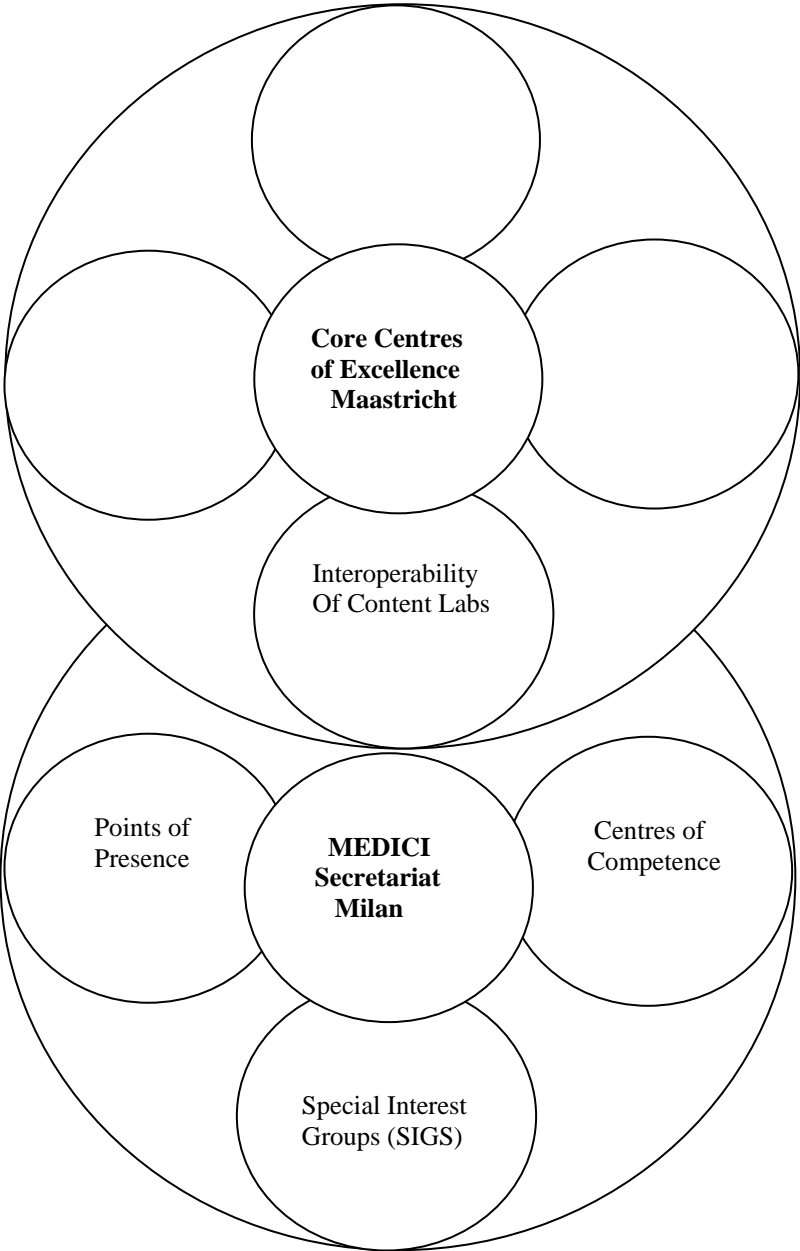 Core Centres
of Excellence
Maastricht
Interoperability
Of Content Labs
Points of
Presence
MEDICI
Secretariat
Milan
Centres of
Competence
Special Interest
Groups (SIGS)